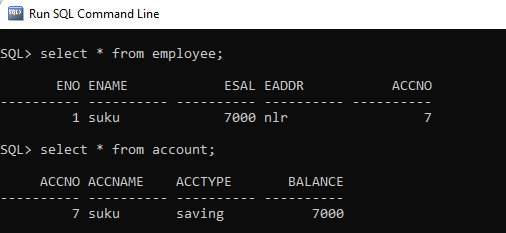 Run SQL Command Line
SQL> select * from employee;
       ENO ENAME            ESAL EADDR           ACCNO
---------- ---------- ---------- ---------- ----------
         1 suku             7000 nlr                 7
SQL> select * from account;
     ACCNO ACCNAME    ACCTYPE       BALANCE
---------- ---------- ---------- ----------
         7 suku       saving           7000